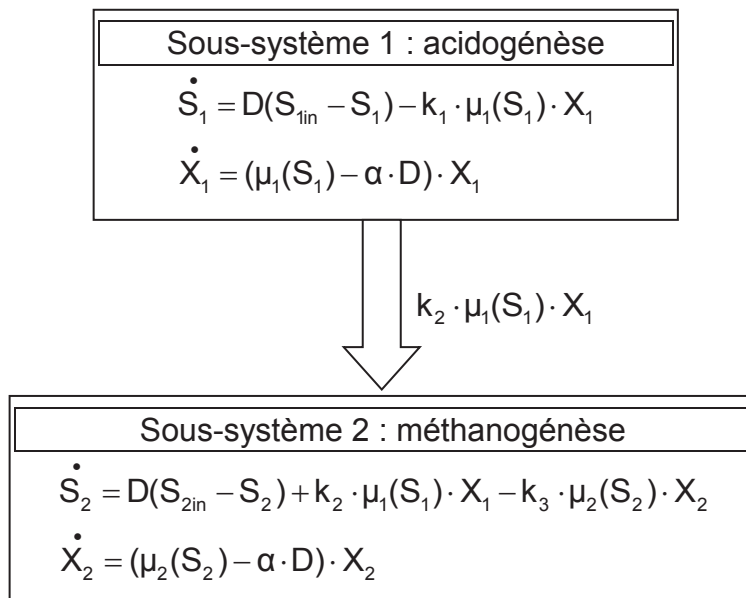 Sous-système 1 : acidogénèse
Ṡ₁ = D(S₁ᵢₙ − S₁) − k₁ · µ₁(S₁) · X₁
Ẋ₁ = (µ₁(S₁) − α · D) · X₁
k₂ · µ₁(S₁) · X₁
Sous-système 2 : méthanogénèse
Ṡ₂ = D(S₂ᵢₙ − S₂) + k₂ · µ₁(S₁) · X₁ − k₃ · µ₂(S₂) · X₂
Ẋ₂ = (µ₂(S₂) − α · D) · X₂